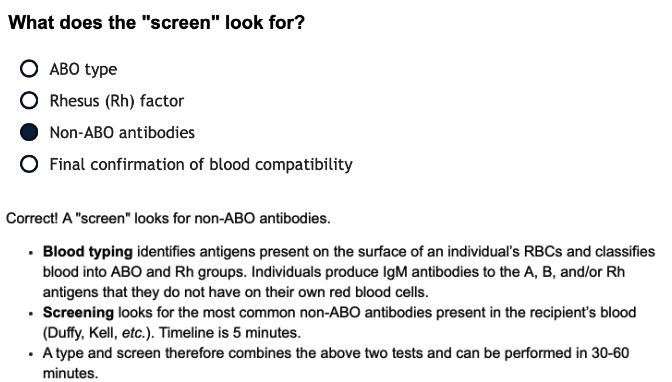 What does the "screen" look for?
ABO type
Rhesus (Rh) factor
Non-ABO antibodies
Final confirmation of blood compatibility
Correct! A "screen" looks for non-ABO antibodies.
• Blood typing identifies antigens present on the surface of an individual's RBCs and classifies
blood into ABO and Rh groups. Individuals produce IgM antibodies to the A, B, and/or Rh
antigens that they do not have on their own red blood cells.
• Screening looks for the most common non-ABO antibodies present in the recipient's blood
(Duffy, Kell, etc.). Timeline is 5 minutes.
• A type and screen therefore combines the above two tests and can be performed in 30-60
minutes.